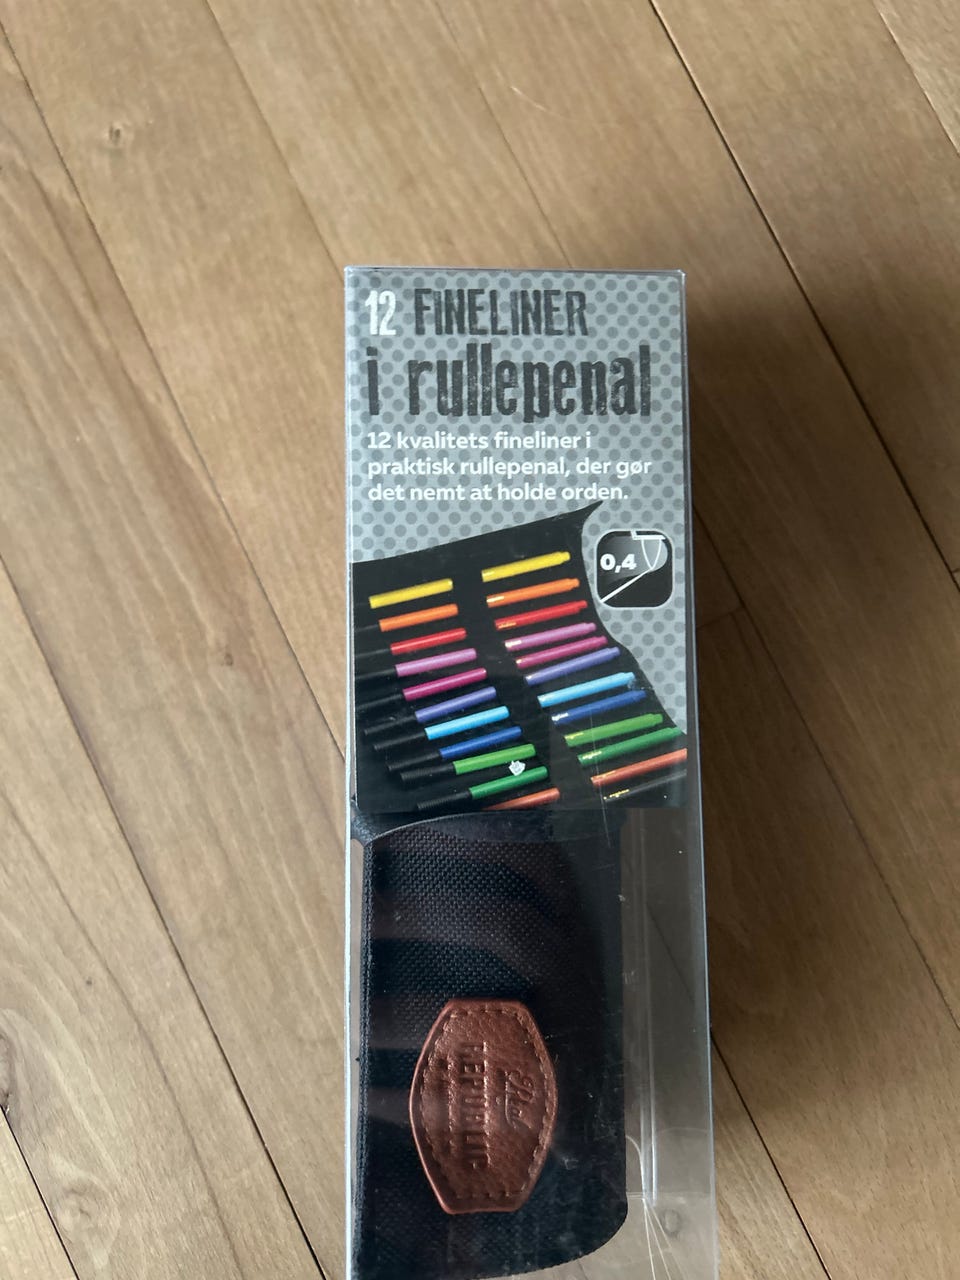 12 FINELINER
i rullepenal
12 kvalitets fineliner i
praktisk rullepenal, der gør
det nemt at holde orden.
0,4
REPUBLIC